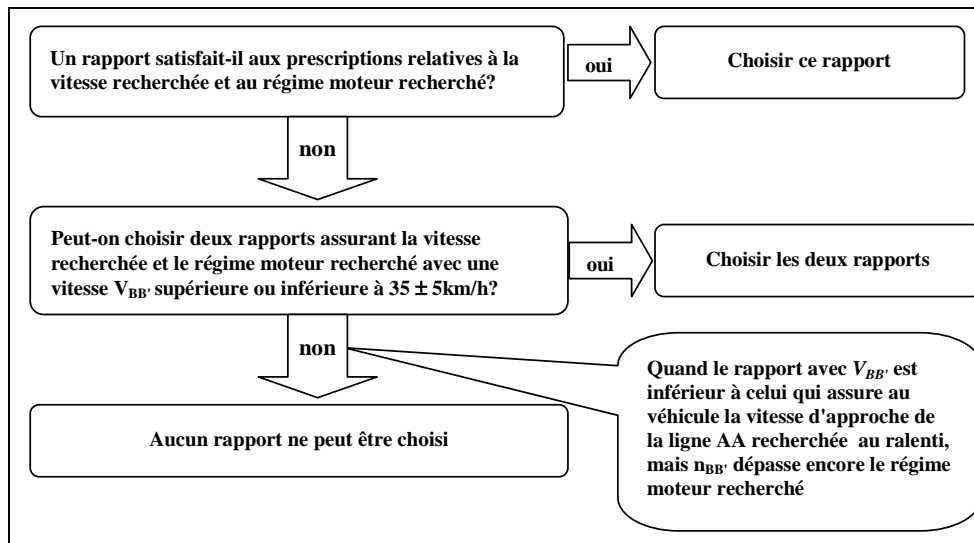 Un rapport satisfait-il aux prescriptions relatives à la
vitesse recherchée et au régime moteur recherché?
oui
Choisir ce rapport
non
Peut-on choisir deux rapports assurant la vitesse
recherchée et le régime moteur recherché avec une
vitesse VBB' supérieure ou inférieure à 35 ± 5km/h?
oui
Choisir les deux rapports
non
Quand le rapport avec VBB' est
inférieur à celui qui assure au
véhicule la vitesse d'approche de
la ligne AA recherchée au ralenti,
mais nBB' dépasse encore le régime
moteur recherché
Aucun rapport ne peut être choisi